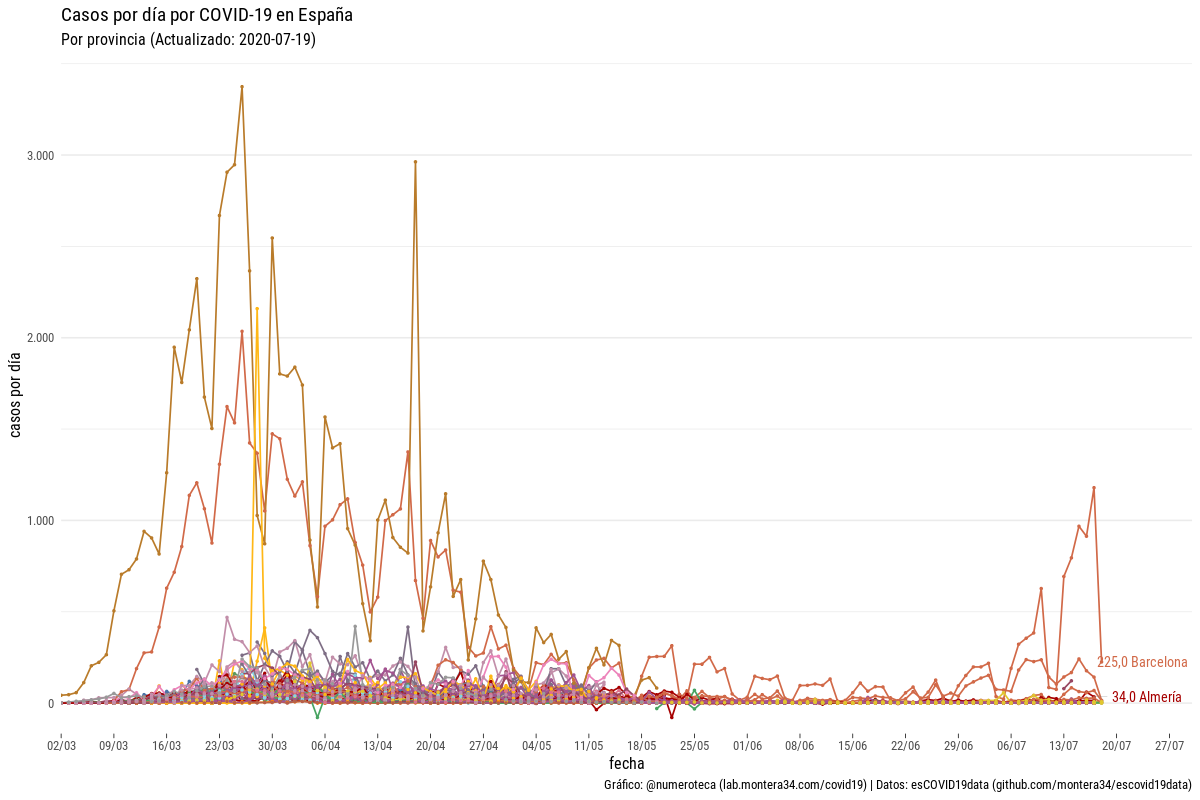 Casos por día por COVID-19 en España
Por provincia (Actualizado: 2020-07-19)
casos por día
3.000
2.000
1.000
0
225,0 Barcelona
34,0 Almería
02/03 09/03 16/03 23/03 30/03 06/04 13/04 20/04 27/04 04/05 11/05 18/05 25/05 01/06 08/06 15/06 22/06 29/06 06/07 13/07 20/07 27/07
fecha
Gráfico: @numeroteca (lab.montera34.com/covid19) | Datos: esCOVID19data (github.com/montera34/escovid19data)